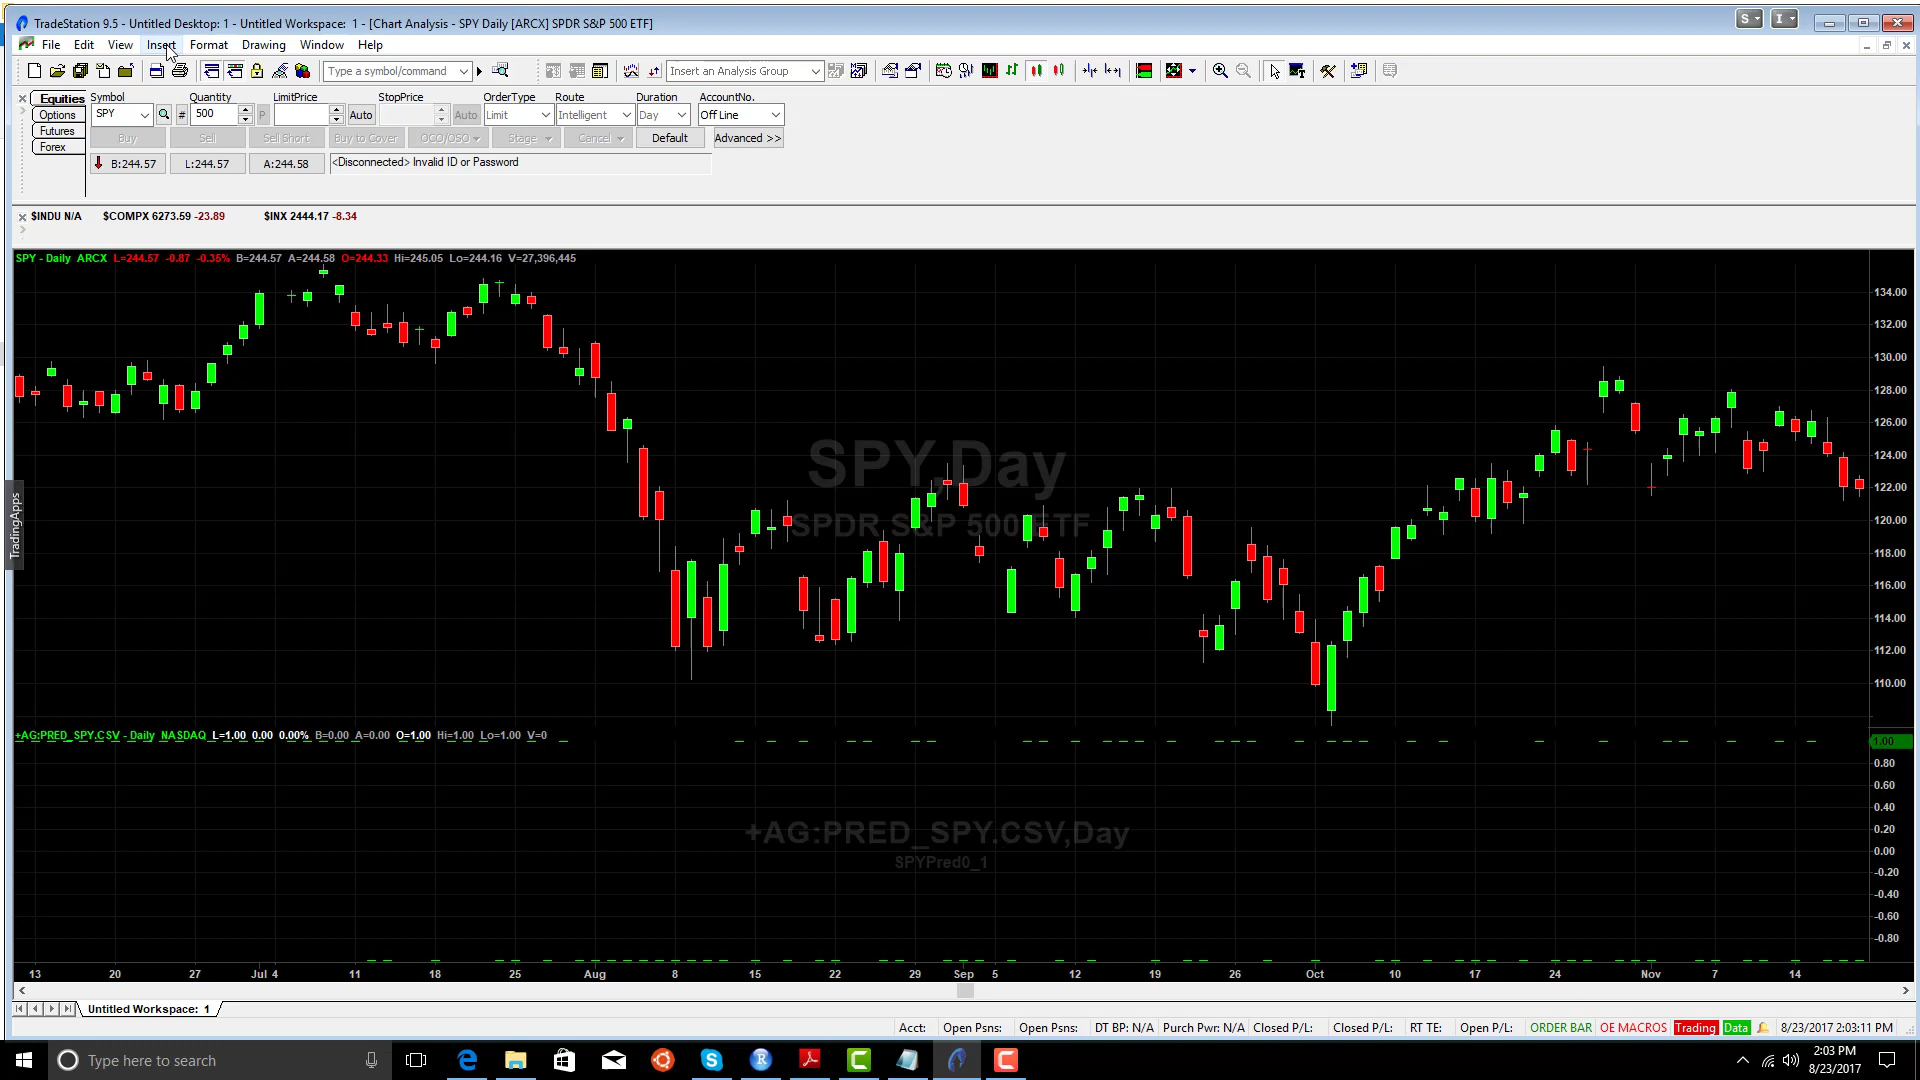 TradeStation 9.5 - Untitled Desktop: 1 - Untitled Workspace: 1 - [Chart Analysis - SPY Daily [ARCX] SPDR S&P 500 ETF]
S I
File Edit View Insert Format Drawing Window Help
Type a symbol/command Insert an Analysis Group
Equities Symbol Quantity LimitPrice StopPrice OrderType Route Duration AccountNo.
Options SPY # 500 P Auto Auto Limit Intelligent Day Off Line
Futures Buy Sell Sell Short Buy to Cover OCO/OSO Stage Cancel Default Advanced >>
Forex
B:244.57 L:244.57 A:244.58 <Disconnected> Invalid ID or Password
$INDU N/A $COMPX 6273.59 -23.89 $INX 2444.17 -8.34
SPY - Daily ARCX L=244.57 -0.87 -0.35% B=244.57 A=244.58 O=244.33 Hi=245.05 Lo=244.16 V=27,396,445
134.00
132.00
130.00
128.00
126.00
124.00
122.00
120.00
118.00
116.00
114.00
112.00
110.00
SPY,Day
SPDR S&P 500 ETF
TradingApps
+AG:PRED_SPY.CSV - Daily NASDAQ L=1.00 0.00 0.00% B=0.00 A=0.00 O=1.00 Hi=1.00 Lo=1.00 V=0
1.00
0.80
0.60
0.40
0.20
0.00
-0.20
-0.40
-0.60
-0.80
+AG:PRED_SPY.CSV,Day
SPYPred0_1
13 20 27 Jul 4 11 18 25 Aug 8 15 22 29 Sep 5 12 19 26 Oct 10 17 24 Nov 7 14
Untitled Workspace: 1
Acct: Open Psns: Open Psns: DT BP: N/A Purch Pwr: N/A Closed P/L: Closed P/L: RT TE: Open P/L: ORDER BAR OE MACROS Trading Data 8/23/2017 2:03:11 PM
Type here to search
2:03 PM
8/23/2017